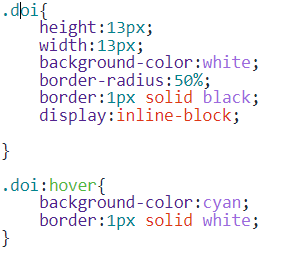 .doi{
height:13px;
width:13px;
background-color:white;
border-radius:50%;
border:1px solid black;
display:inline-block;
}
.doi:hover{
background-color:cyan;
border:1px solid white;
}